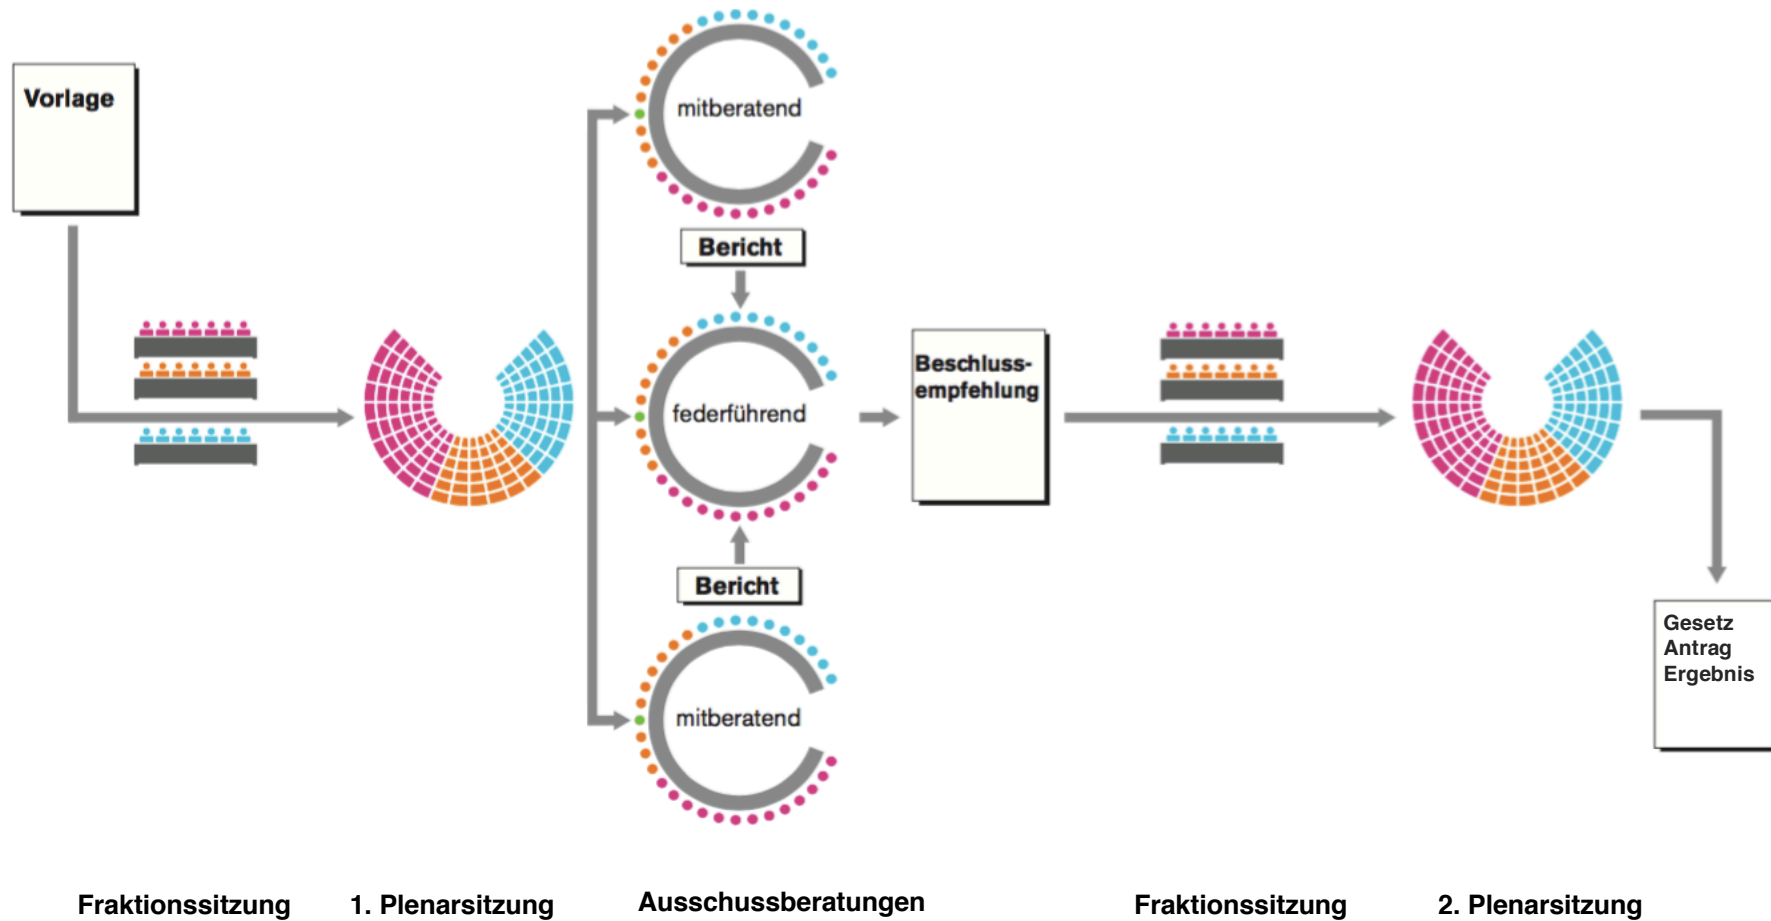 Vorlage
mitberatend
Bericht
federführend
Bericht
mitberatend
Beschluss-
empfehlung
Gesetz
Antrag
Ergebnis
Fraktionssitzung
1. Plenarsitzung
Ausschussberatungen
Fraktionssitzung
2. Plenarsitzung